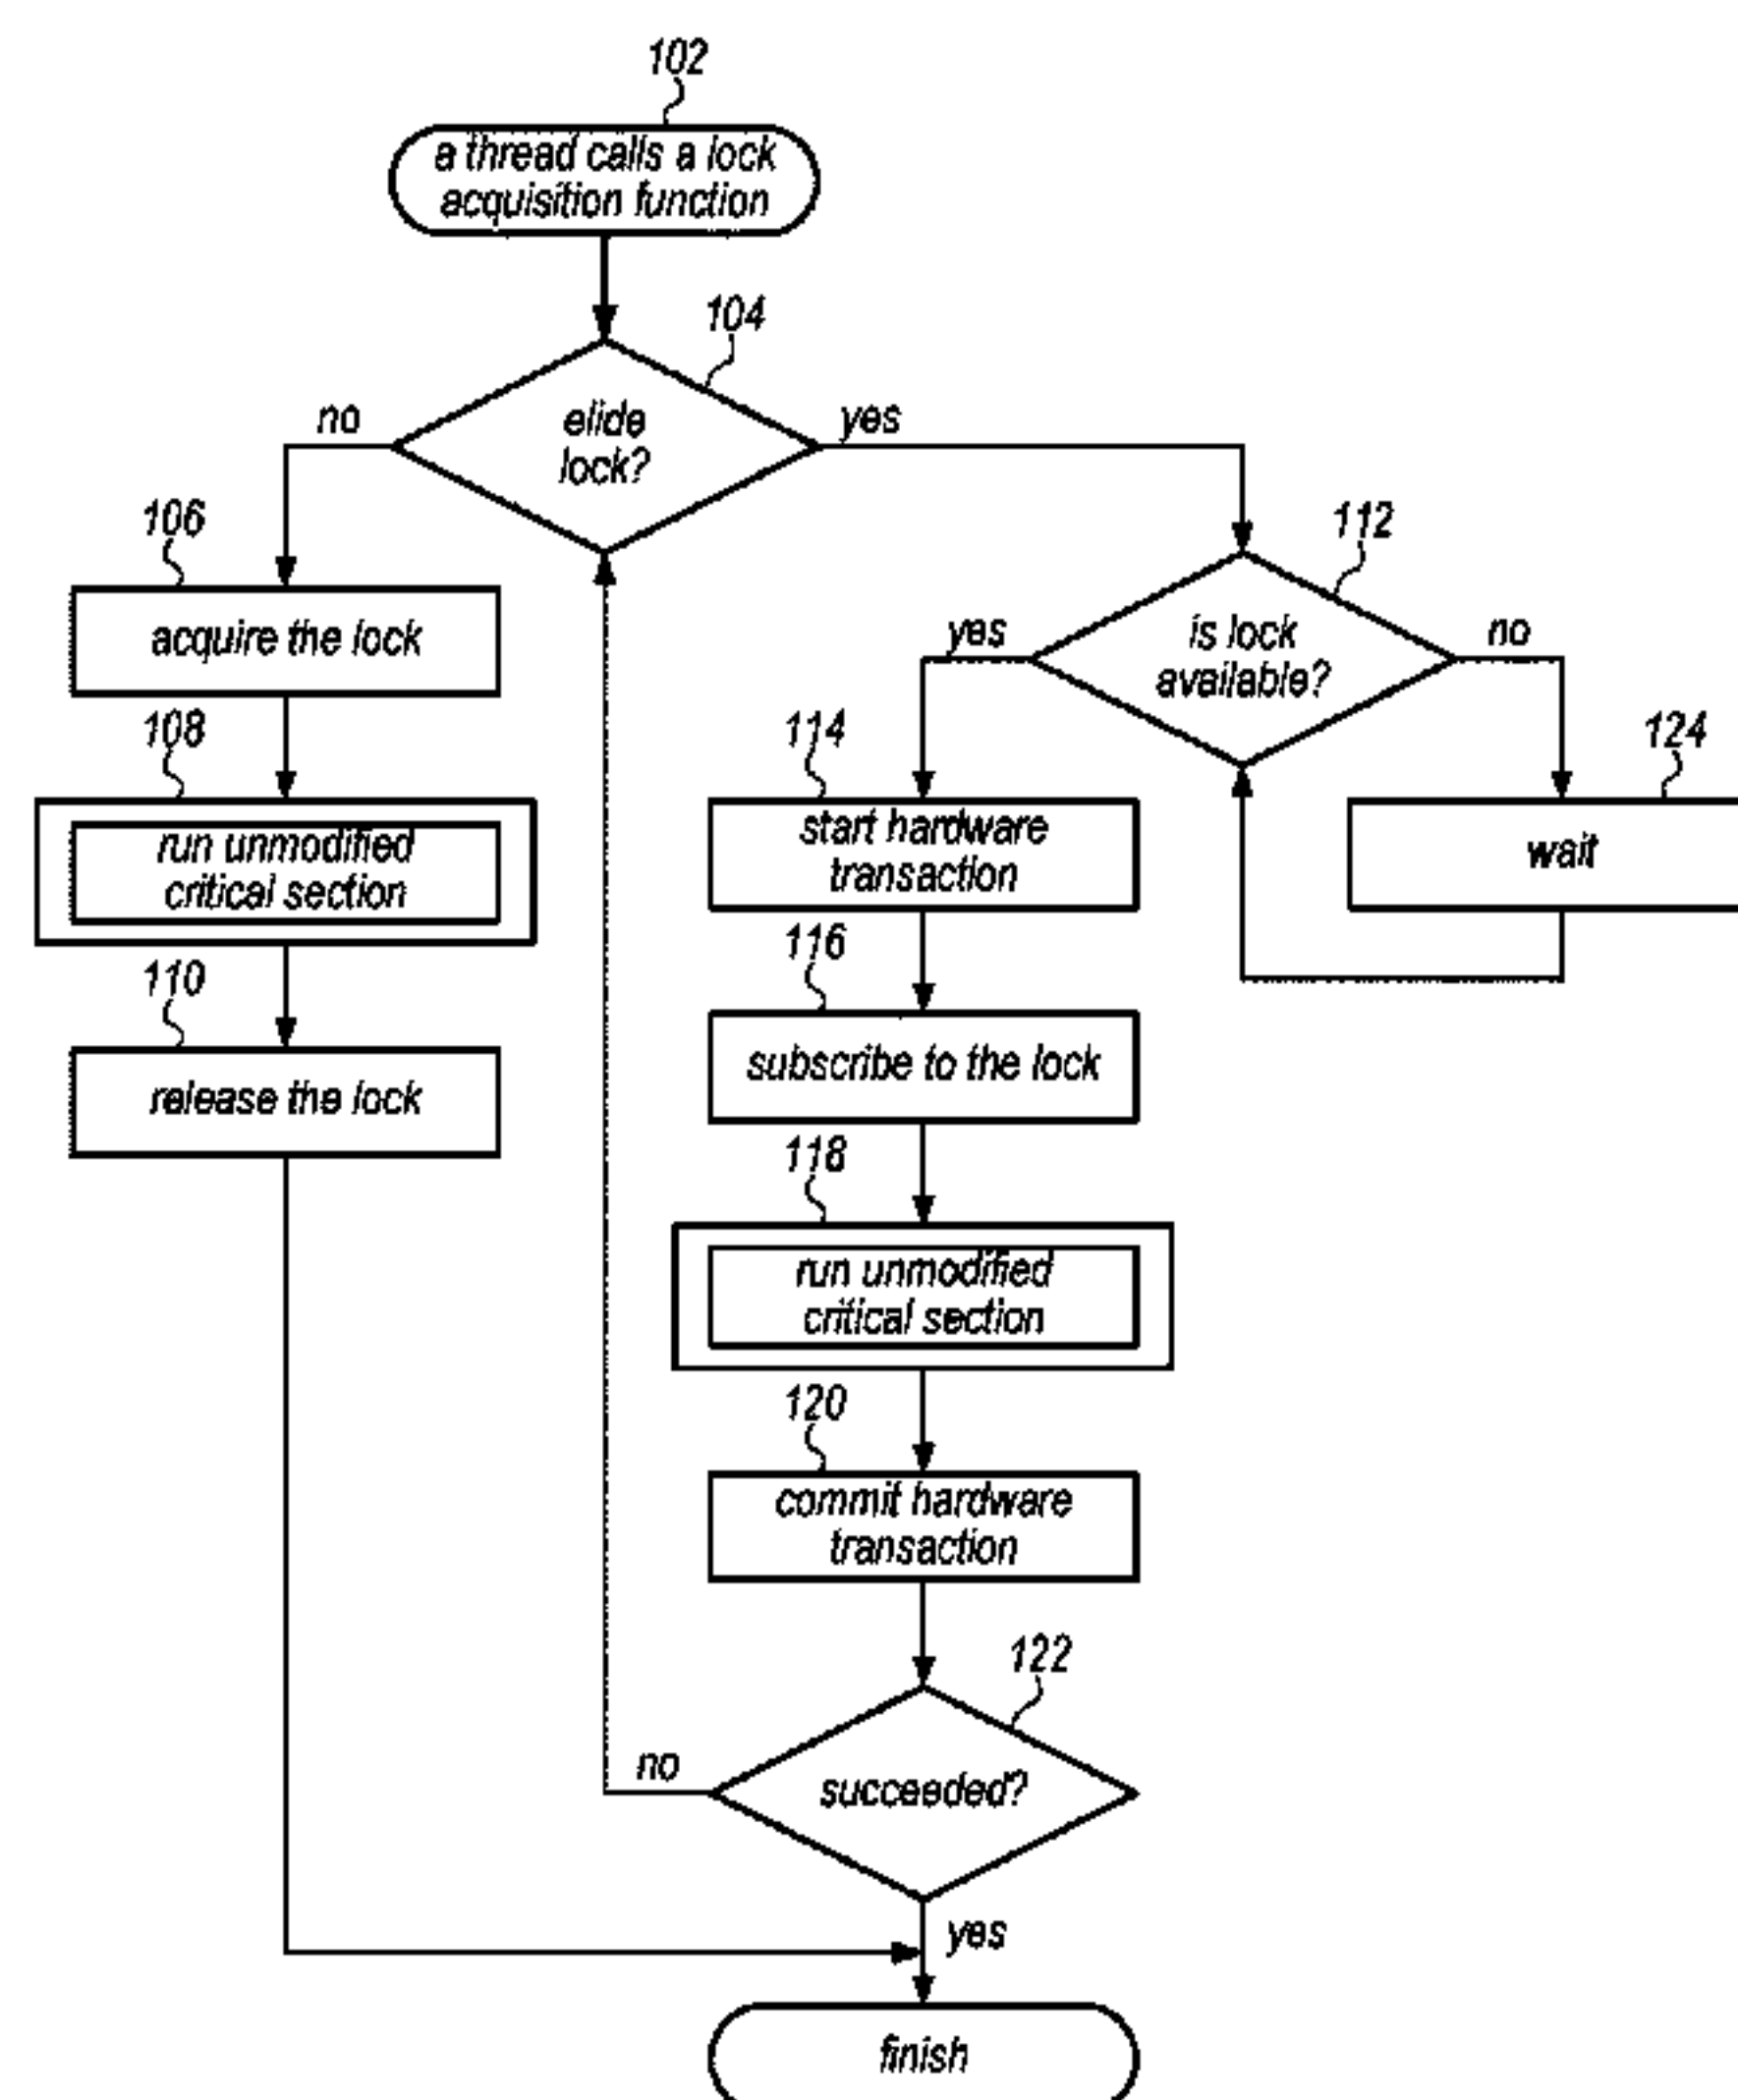 102
a thread calls a lock
acquisition function
104
elide
lock?
no
yes
106
acquire the lock
108
run unmodified
critical section
110
release the lock
112
is lock
available?
yes
no
114
start hardware
transaction
124
wait
116
subscribe to the lock
118
run unmodified
critical section
120
commit hardware
transaction
122
succeeded?
no
yes
finish